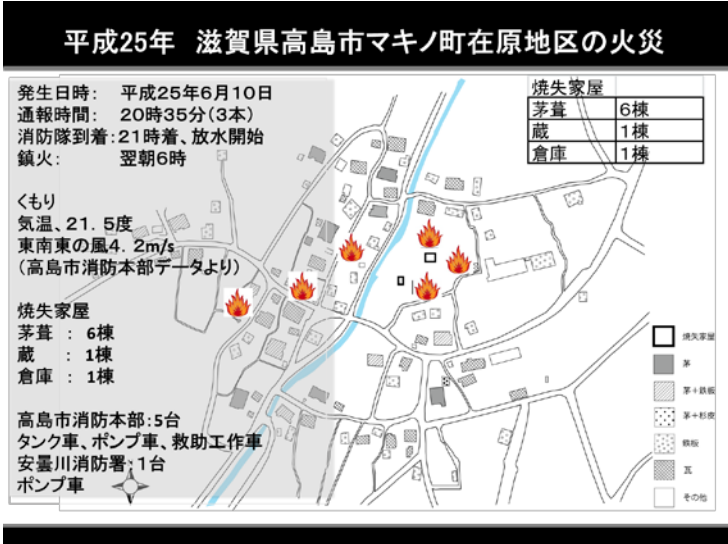 平成25年 滋賀県高島市マキノ町在原地区の火災
発生日時: 平成25年6月10日
通報時間: 20時35分(3本)
消防隊到着:21時着、放水開始
鎮火: 翌朝6時
くもり
気温、21.5度
東南東の風4.2m/s
(高島市消防本部データより)
焼失家屋
茅葺 : 6棟
蔵 : 1棟
倉庫 : 1棟
高島市消防本部:5台
タンク車、ポンプ車、救助工作車
安曇川消防署:1台
ポンプ車
焼失家屋
茅葺 6棟
蔵 1棟
倉庫 1棟
焼失家屋
茅
茅+鉄板
茅+杉皮
鉄板
瓦
その他